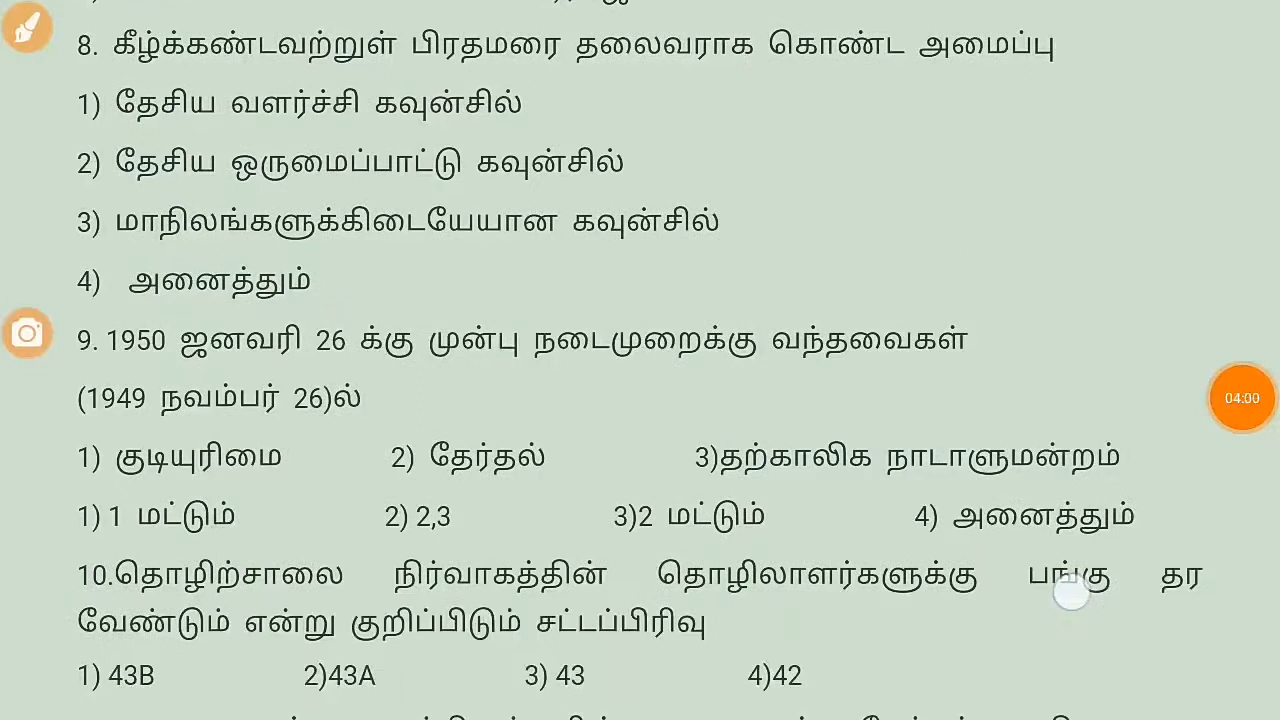 8. கீழ்க்கண்டவற்றுள் பிரதமரை தலைவராக கொண்ட அமைப்பு
1) தேசிய வளர்ச்சி கவுன்சில்
2) தேசிய ஒருமைப்பாட்டு கவுன்சில்
3) மாநிலங்களுக்கிடையேயான கவுன்சில்
4) அனைத்தும்
9. 1950 ஜனவரி 26 க்கு முன்பு நடைமுறைக்கு வந்தவைகள்
(1949 நவம்பர் 26)ல்
1) குடியுரிமை 2) தேர்தல் 3)தற்காலிக நாடாளுமன்றம்
1) 1 மட்டும் 2) 2,3 3)2 மட்டும் 4) அனைத்தும்
04:00
10.தொழிற்சாலை நிர்வாகத்தின் தொழிலாளர்களுக்கு பங்கு தர
வேண்டும் என்று குறிப்பிடும் சட்டப்பிரிவு
1) 43B 2)43A 3) 43 4)42